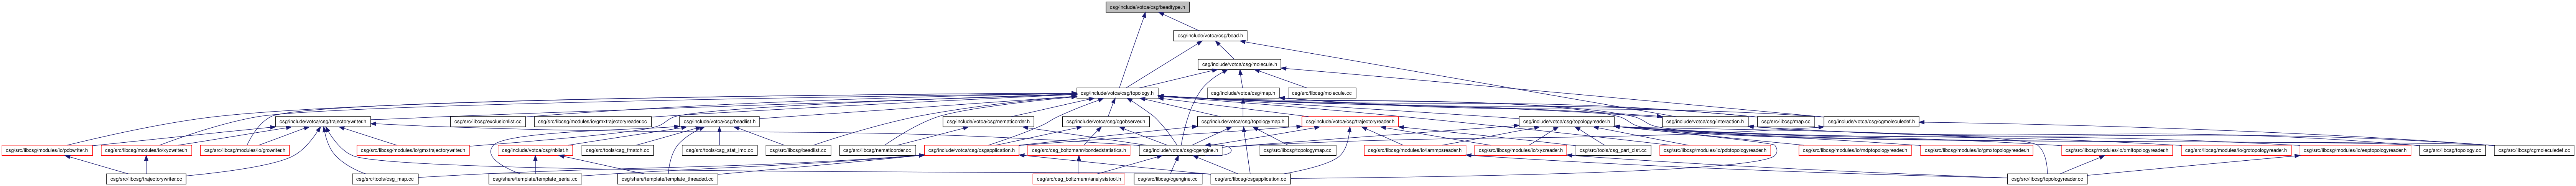 csg/include/votca/csg/beadtype.h
csg/include/votca/csg/bead.h
csg/include/votca/csg/molecule.h
csg/include/votca/csg/topology.h
csg/include/votca/csg/map.h
csg/src/libcsg/molecule.cc
csg/include/votca/csg/trajectorywriter.h
csg/src/libcsg/exclusionlist.cc
csg/src/libcsg/modules/io/gmxtrajectoryreader.cc
csg/include/votca/csg/beadlist.h
csg/include/votca/csg/nematicorder.h
csg/include/votca/csg/cgobserver.h
csg/include/votca/csg/topologymap.h
csg/include/votca/csg/trajectoryreader.h
csg/include/votca/csg/topologyreader.h
csg/include/votca/csg/interaction.h
csg/src/libcsg/map.cc
csg/include/votca/csg/cgmoleculedef.h
csg/src/libcsg/modules/io/pdbwriter.h
csg/src/libcsg/modules/io/xyzwriter.h
csg/src/libcsg/modules/io/growriter.h
csg/src/libcsg/modules/io/gmxtrajectorywriter.h
csg/include/votca/csg/nblist.h
csg/src/tools/csg_fmatch.cc
csg/src/tools/csg_stat_imc.cc
csg/src/libcsg/beadlist.cc
csg/src/libcsg/nematicorder.cc
csg/include/votca/csg/csgapplication.h
csg/src/csg_boltzmann/bondedstatistics.h
csg/include/votca/csg/cgengine.h
csg/src/libcsg/topologymap.cc
csg/src/libcsg/modules/io/lammpsreader.h
csg/src/libcsg/modules/io/xyzreader.h
csg/src/tools/csg_part_dist.cc
csg/src/libcsg/modules/io/pdbtopologyreader.h
csg/src/libcsg/modules/io/mdptopologyreader.h
csg/src/libcsg/modules/io/gmxtopologyreader.h
csg/src/libcsg/modules/io/xmltopologyreader.h
csg/src/libcsg/modules/io/grotopologyreader.h
csg/src/libcsg/modules/io/esptopologyreader.h
csg/src/libcsg/topology.cc
csg/src/libcsg/cgmoleculedef.cc
csg/src/libcsg/trajectorywriter.cc
csg/src/tools/csg_map.cc
csg/share/template/template_serial.cc
csg/share/template/template_threaded.cc
csg/src/csg_boltzmann/analysistool.h
csg/src/libcsg/cgengine.cc
csg/src/libcsg/csgapplication.cc
csg/src/libcsg/topologyreader.cc